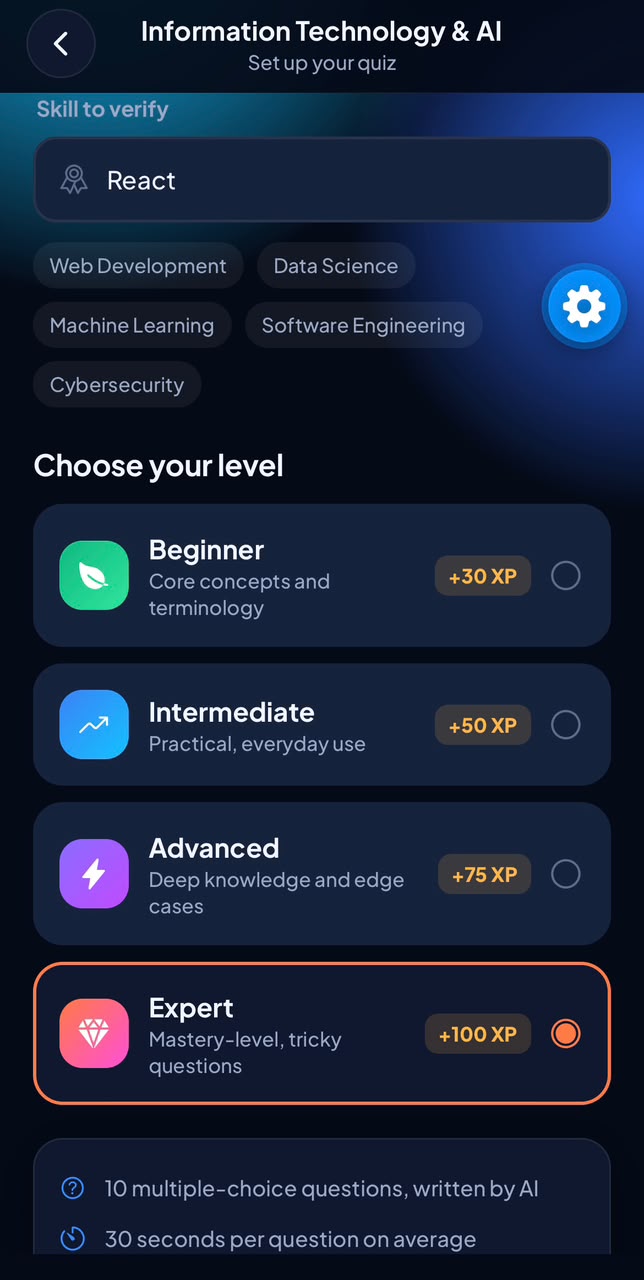 Information Technology & AI
Set up your quiz
Skill to verify
React
Web Development
Data Science
Machine Learning
Software Engineering
Cybersecurity
Choose your level
Beginner
Core concepts and
terminology
+30 XP
Intermediate
Practical, everyday use
+50 XP
Advanced
Deep knowledge and edge
cases
+75 XP
Expert
Mastery-level, tricky
questions
+100 XP
10 multiple-choice questions, written by AI
30 seconds per question on average